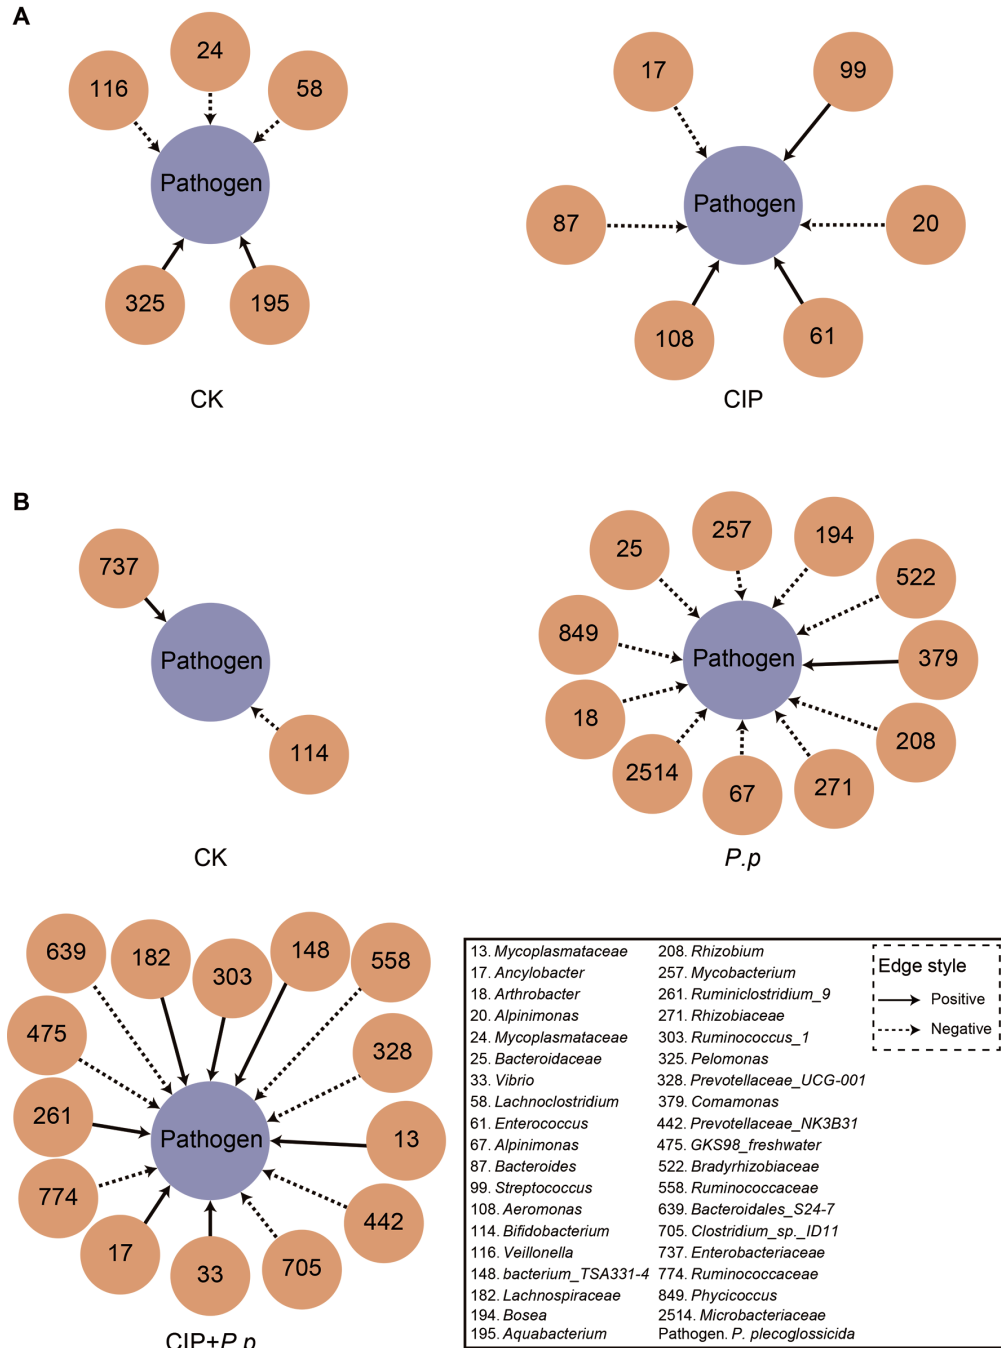 A
24
116
58
Pathogen
325
195
CK
17
99
Pathogen
87
20
108
61
CIP
B
737
Pathogen
114
CK
257
194
25
522
849
Pathogen
379
18
208
2514
67
271
P.p
639
182
303
148
558
475
328
261
Pathogen
13
774
442
17
33
705
CIP+P.p
13. Mycoplasmataceae
17. Ancylobacter
18. Arthrobacter
20. Alpinimonas
24. Mycoplasmataceae
25. Bacteroidaceae
33. Vibrio
58. Lachnoclostridium
61. Enterococcus
67. Alpinimonas
87. Bacteroides
99. Streptococcus
108. Aeromonas
114. Bifidobacterium
116. Veillonella
148. bacterium_TSA331-4
182. Lachnospiraceae
194. Bosea
195. Aquabacterium
208. Rhizobium
257. Mycobacterium
261. Ruminiclostridium_9
271. Rhizobiaceae
303. Ruminococcus_1
325. Pelomonas
328. Prevotellaceae_UCG-001
379. Comamonas
442. Prevotellaceae_NK3B31
475. GKS98_freshwater
522. Bradyrhizobiaceae
558. Ruminococcaceae
639. Bacteroidales_S24-7
705. Clostridium_sp._ID11
737. Enterobacteriaceae
774. Ruminococcaceae
849. Phycicoccus
2514. Microbacteriaceae
Pathogen. P. plecoglossicida
Edge style
Positive
Negative